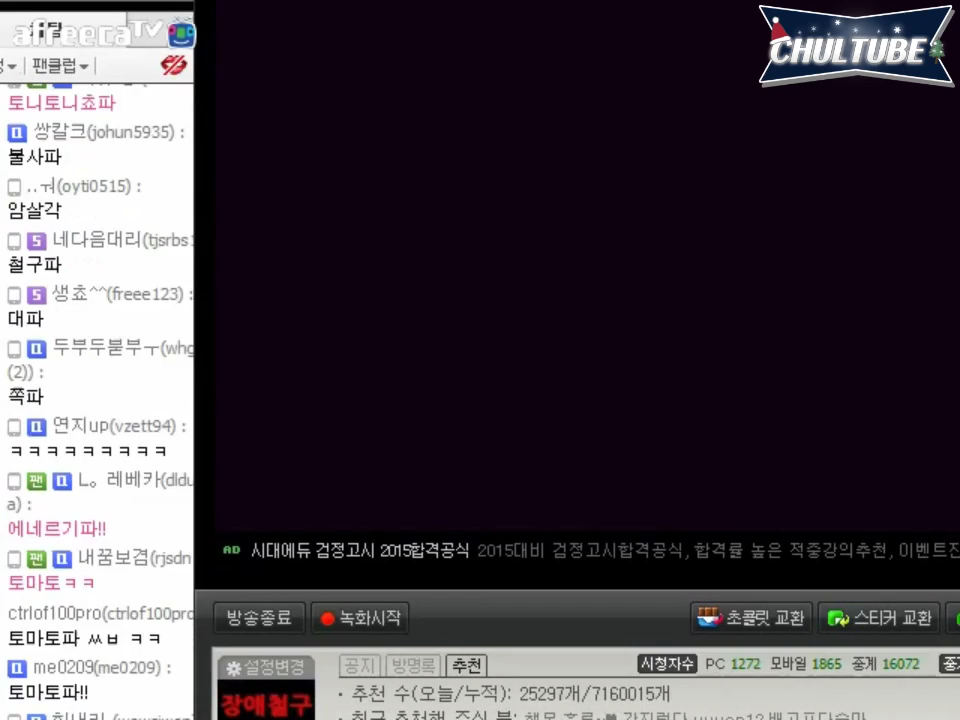 afreecaTV
CHULTUBE
팬클럽
토니토니쵸파
쌍칼크(johun5935) :
불사파
..ㅝ(oyti0515) :
암살각
네다음대리(tjsrbs1
철구파
생쵸^^(freee123) :
대파
두부두붇부ㅜ(whg
(2)) :
쪽파
연지up(vzett94) :
ㅋㅋㅋㅋㅋㅋㅋㅋㅋ
팬 L。레베카(dldu
a) :
에네르기파!!
팬 내꿈보겸(rjsdn
토마토ㅋㅋ
ctrlof100pro(ctrlof100pro
토마토파 ㅆㅂ ㅋㅋ
me0209(me0209) :
토마토파!!
AD 시대에듀 검정고시 2015합격공식 2015대비 검정고시합격공식, 합격률 높은 적중강의추천, 이벤트진
방송종료 녹화시작 초콜릿 교환 스티커 교환
설정변경 공지 방명록 추천 시청자수 PC 1272 모바일 1865 중계 16072
장애철구
· 추천 수(오늘/누적): 25297개/7160015개